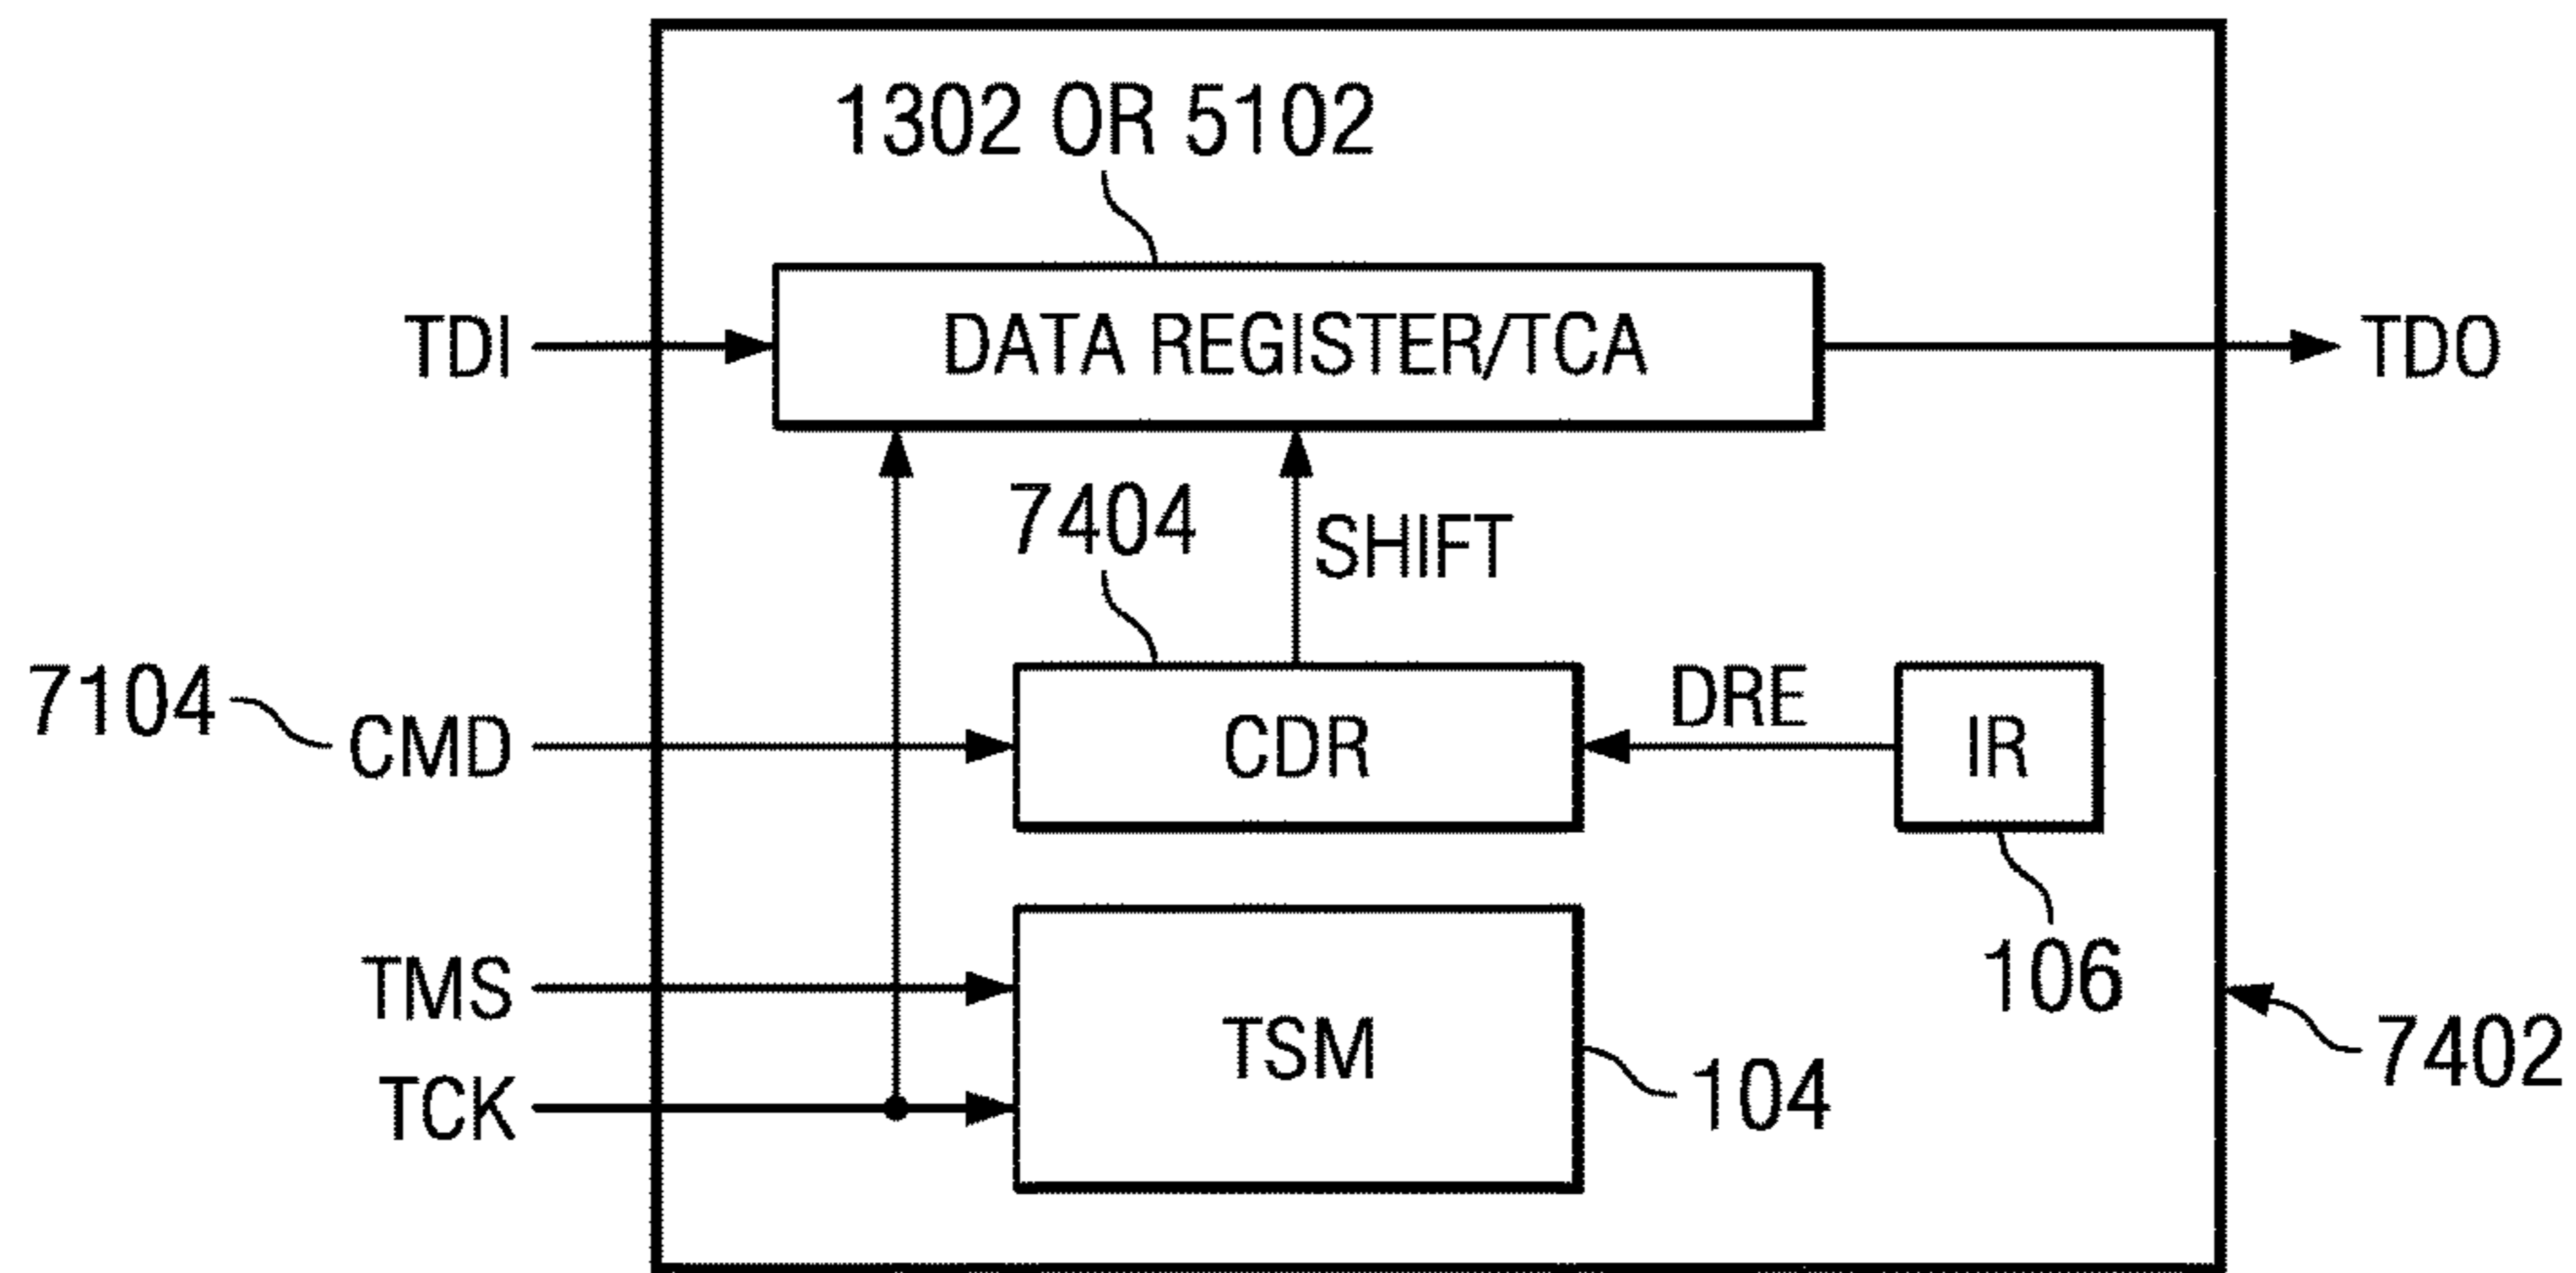 1302 OR 5102
TDI
DATA REGISTER/TCA
TDO
7404
SHIFT
7104
CMD
CDR
DRE
IR
TMS
TSM
106
TCK
104
7402